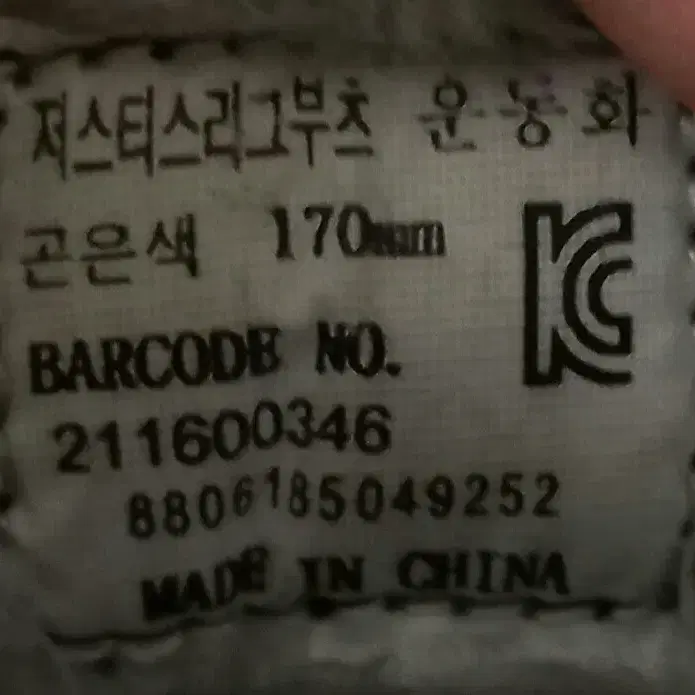 저스티스리그부츠 운동화
곤은색 170mm
KC
BARCODE NO.
211600346
8806185049252
MADE IN CHINA